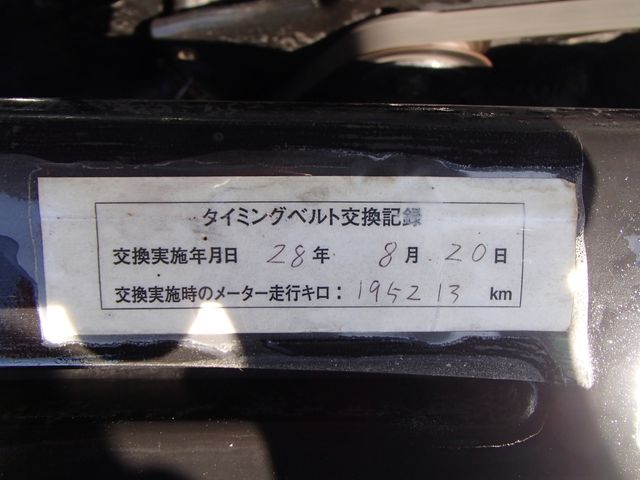 タイミングベルト交換記録
交換実施年月日 28年 8月 20日
交換実施時のメーター走行キロ：195213 km